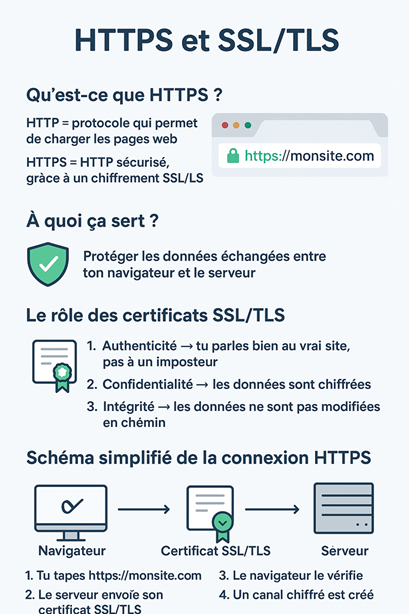 HTTPS et SSL/TLS
Qu'est-ce que HTTPS ?
HTTP = protocole qui permet
de charger les pages web
HTTPS = HTTP sécurisé,
grâce à un chiffrement SSL/LS
https://monsite.com
À quoi ça sert ?
Protéger les données échangées entre
ton navigateur et le serveur
Le rôle des certificats SSL/TLS
1. Authenticité → tu parles bien au vrai site,
pas à un imposteur
2. Confidentialité → les données sont chiffrées
3. Intégrité → les données ne sont pas modifiées
en chémin
Schéma simplifié de la connexion HTTPS
Navigateur
Certificat SSL/TLS
Sérveur
1. Tu tapes https://monsite.com
2. Le serveur envoïe son
certificat SSL/TLS
3. Le navigateur le vérifie
4. Un canal chiffré est créé